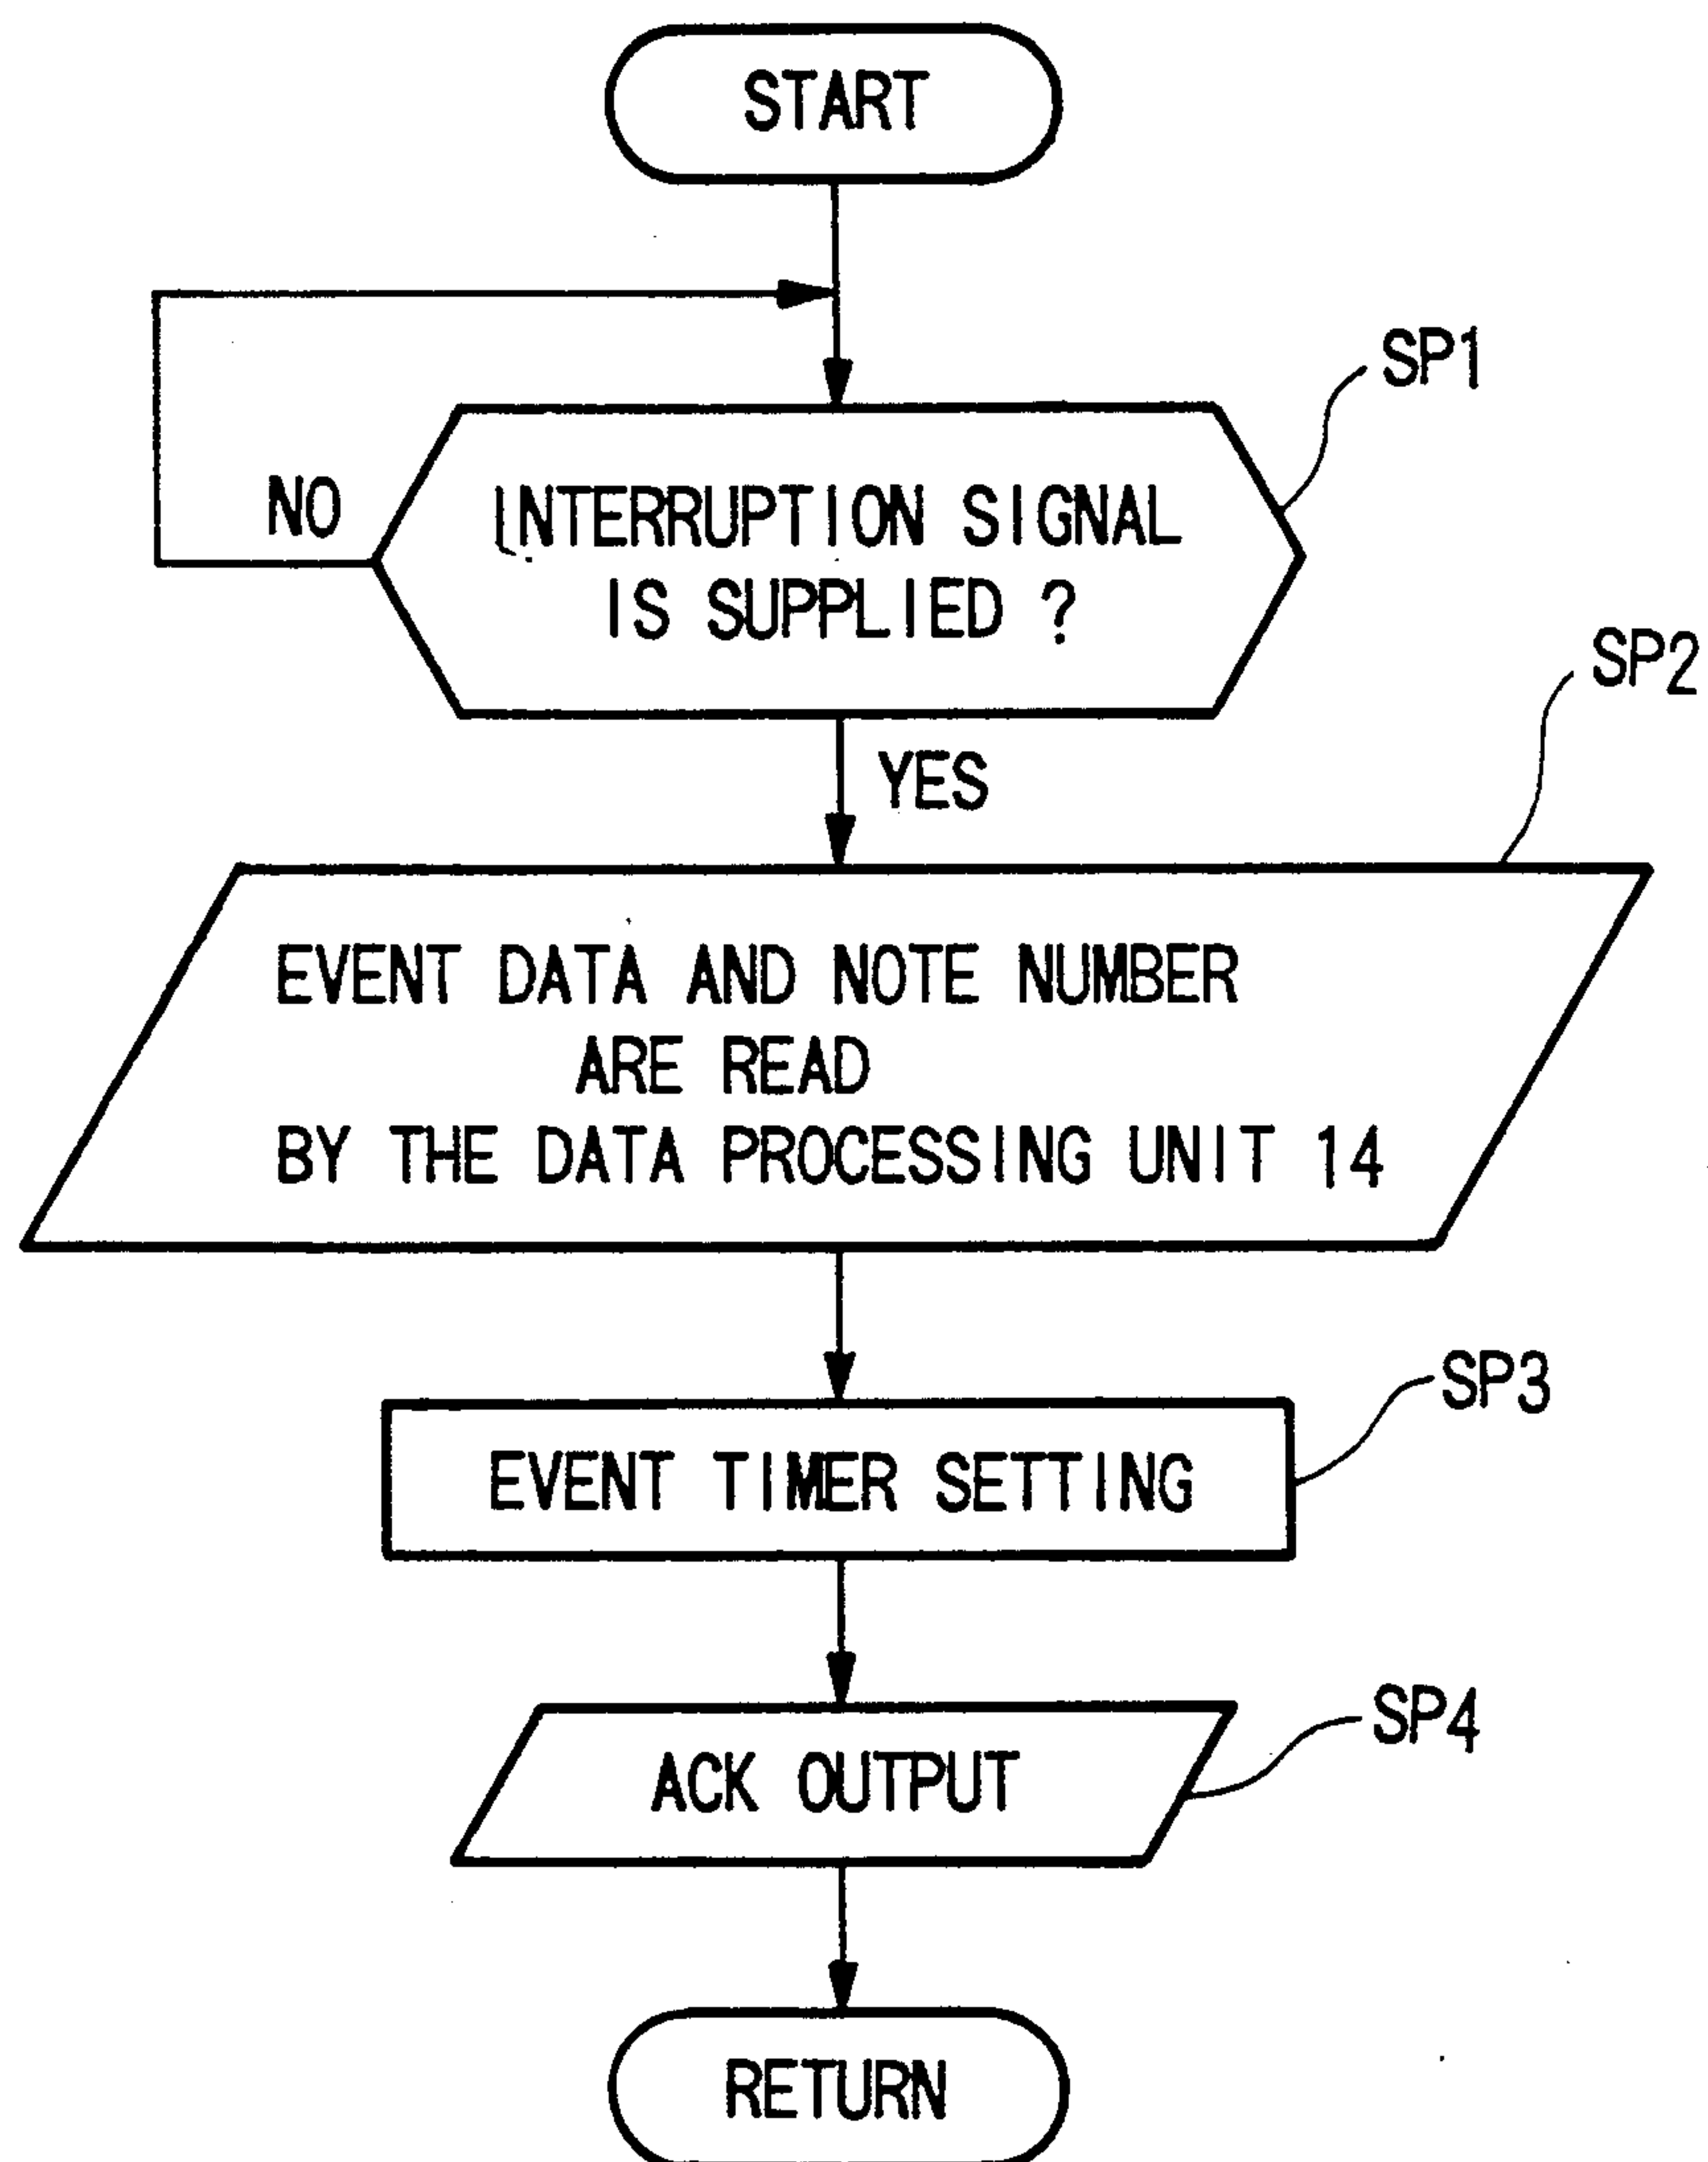 START
SP1
NO
INTERRUPTION SIGNAL
IS SUPPLIED ?
YES
SP2
EVENT DATA AND NOTE NUMBER
ARE READ
BY THE DATA PROCESSING UNIT 14
SP3
EVENT TIMER SETTING
SP4
ACK OUTPUT
RETURN